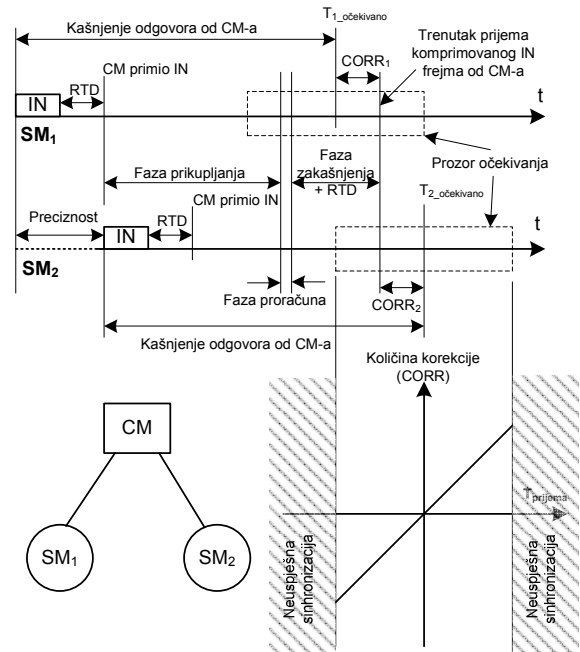 Kašnjenje odgovora od CM-a
T1_očekivano
Trenutak prijema
komprimovanog IN
frejma od CM-a
CM primio IN
CORR1
RTD
IN
t
SM1
Faza prikupljanja
Faza
zakašnjenja
+ RTD
Prozor očekivanja
CM primio IN
T2_očekivano
Preciznost
RTD
IN
t
SM2
Faza proračuna
CORR2
Kašnjenje odgovora od CM-a
Količina korekcije
(CORR)
CM
SM1
SM2
Tprijema
Neuspješna
sinhronizacija
Neuspješna
sinhronizacija